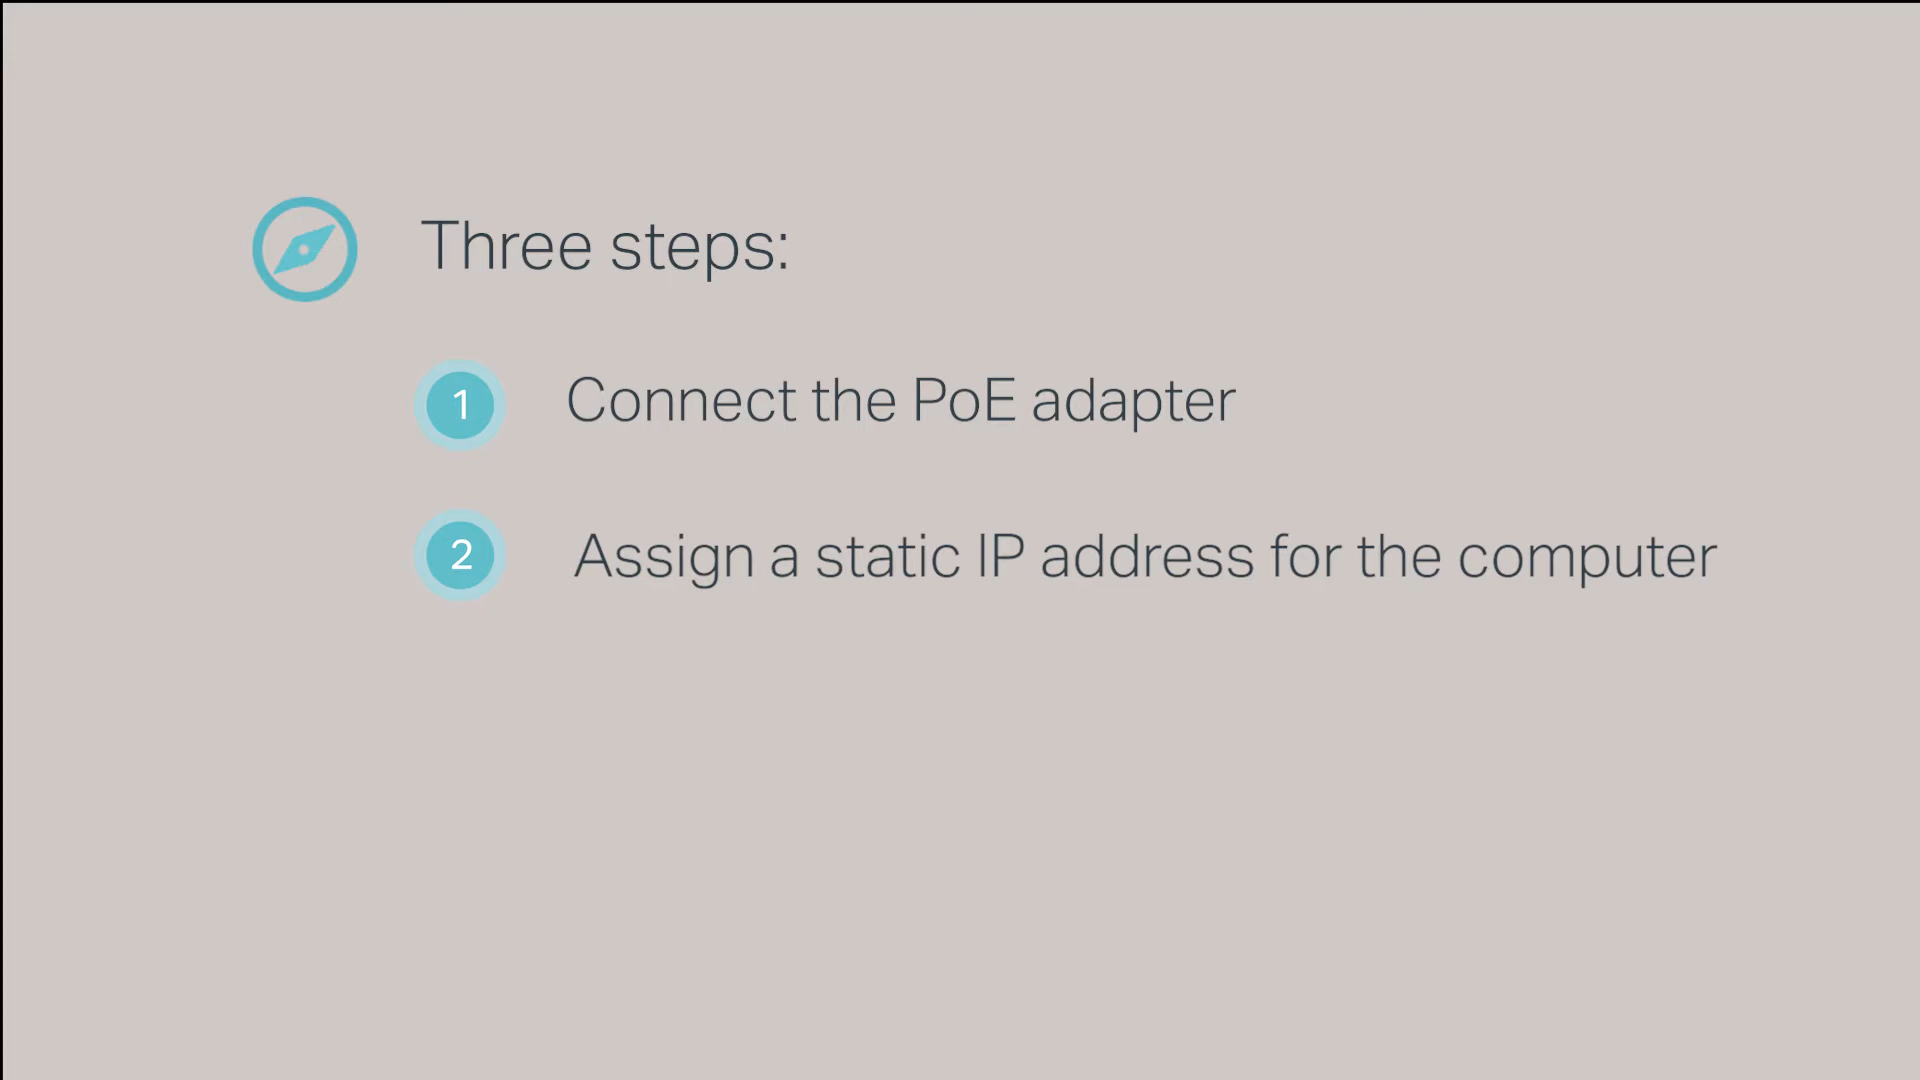 Three steps:
1 Connect the PoE adapter
2 Assign a static IP address for the computer